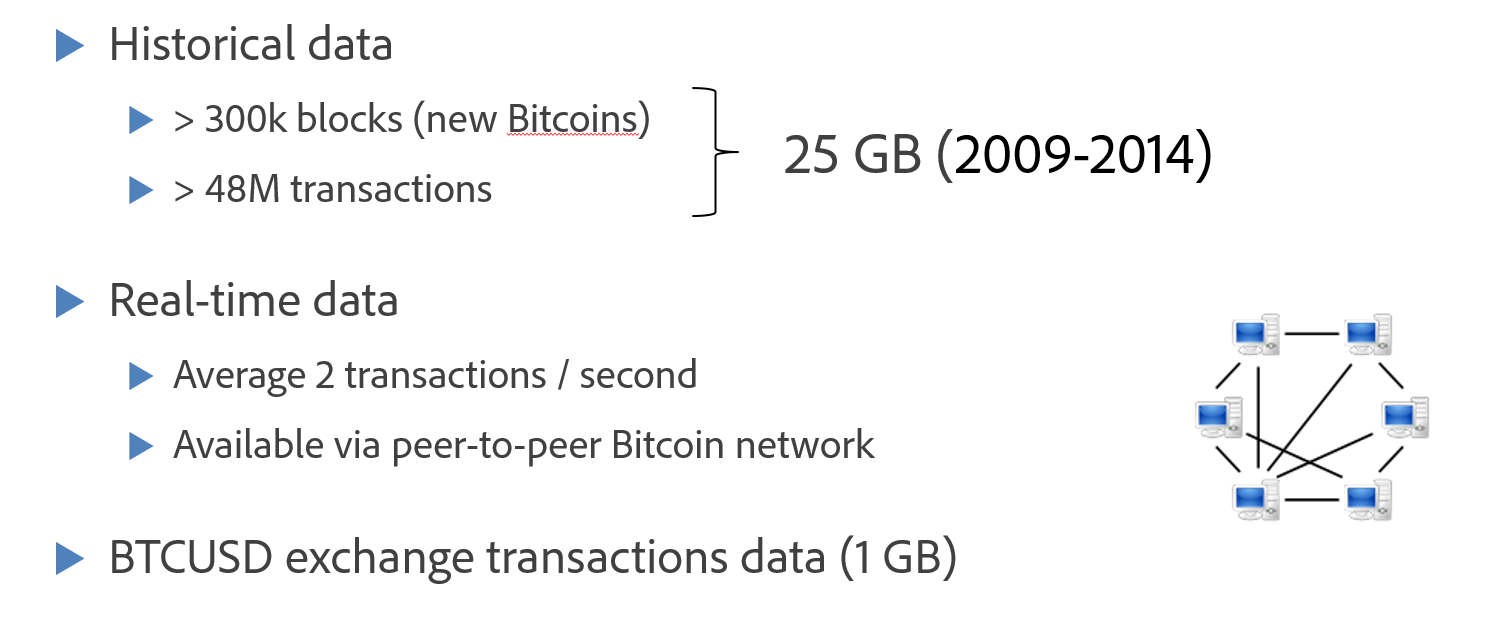 Historical data
> 300k blocks (new Bitcoins)
> 48M transactions
25 GB (2009-2014)
Real-time data
Average 2 transactions / second
Available via peer-to-peer Bitcoin network
BTCUSD exchange transactions data (1 GB)